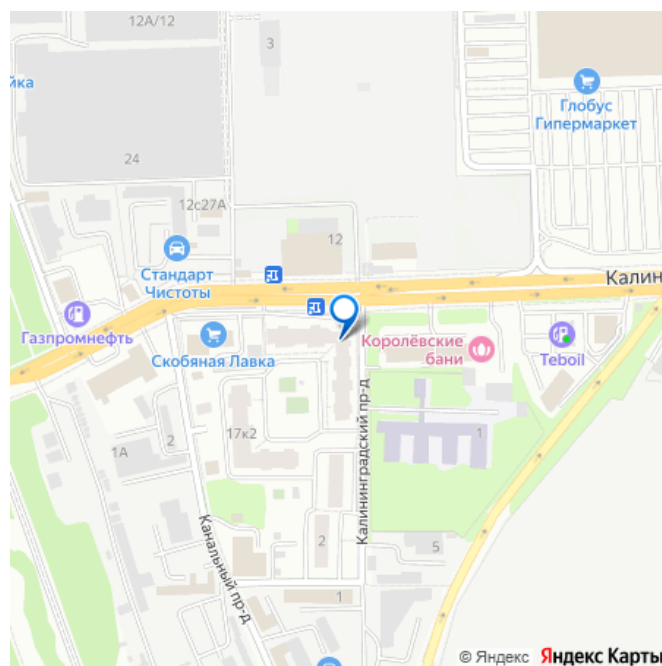 12А/12
3
йка
Глобус
Гипермаркет
24
12с27А
12
Стандарт
Чистоты
Калин
Газпромнефть
Скобяная Лавка
Королёвские
бани
Teboil
Калининградский пр-д
17к2
2
1А
1
Канальный пр-д
2
5
1
© Яндекс Яндекс Карты